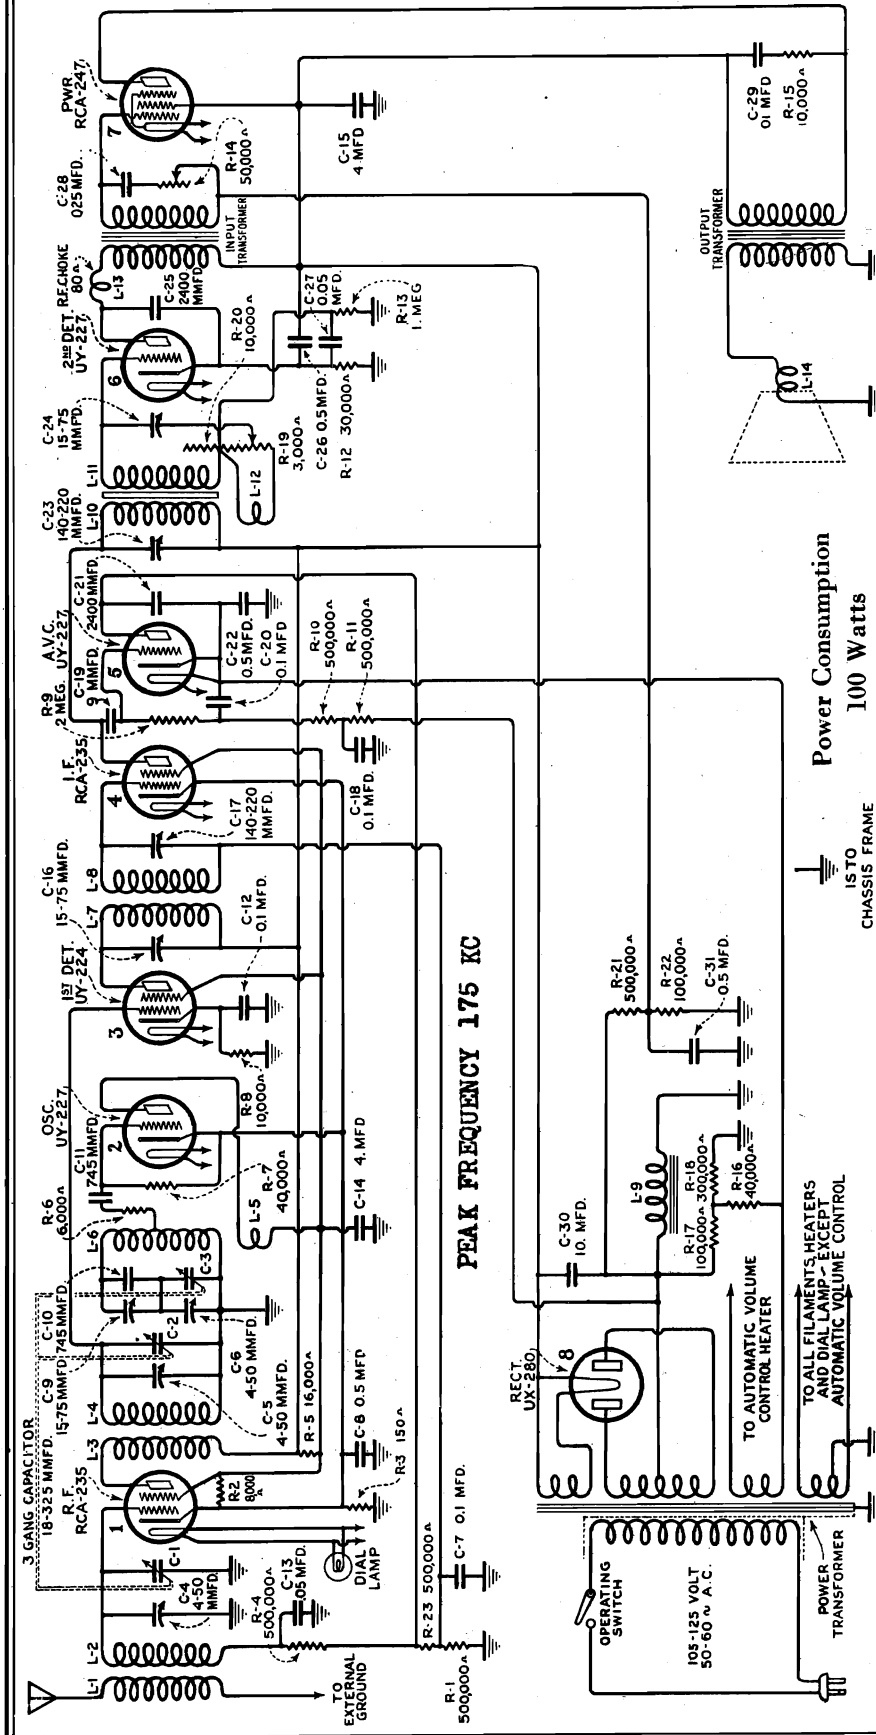 3 GANG CAPACITOR
18-325 MMFD.
R.F.
RCA-235
1
L-1
L-2
C-4
4-50
MMFD.
C-1
R-4
500,000~
C-13
.05 MFD.
DIAL
LAMP
TO
EXTERNAL
GROUND
R-23 500,000~
R-1
500,000~
C-7 0.1 MFD.
R-2
8,000
~
R-3 150~
C-8 0.5 MFD
R-5 16,000~
L-3
L-4
C-9
15-75 MMFD.
C-5
4-50 MMFD.
C-10
745 MMFD.
C-2
C-6
4-50 MMFD.
C-3
L-6
R-6
6,000~
C-11
745 MMFD.
OSC.
UY-227
2
R-7
40,000~
L-5
C-14 4. MFD
R-8
10,000~
1ST DET.
UY-224
3
C-12
0.1 MFD.
L-7
C-16
15-75 MMFD.
L-8
C-17
140-220
MMFD.
I.F.
RCA-235
4
R-9
2 MEG.
C-19
9 MMFD.
A.V.C.
UY-227
5
C-21
2400 MMFD.
C-22
0.5 MFD.
C-20
0.1 MFD
R-10
500,000~
R-11
500,000~
C-18
0.1 MFD.
C-23
140-220
MMFD.
L-10
L-11
L-12
C-24
15-75
MMFD.
R-19
3,000~
R-20
10,000~
2ND DET.
UY-227
6
R.F. CHOKE
80~
L-13
C-25
2400
MMFD
C-26 0.5 MFD.
R-12 30,000~
C-27
0.05
MFD.
R-13
1. MEG
INPUT
TRANSFORMER
C-28
.025 MFD.
R-14
50,000~
PWR
RCA-247
7
C-15
4. MFD
PEAK FREQUENCY 175 KC
OPERATING
SWITCH
105-125 VOLT
50-60 ~ A.C.
POWER
TRANSFORMER
RECT.
UX-280
8
C-30
10. MFD.
L-9
R-17
100,000~
R-18
300,000~
R-16
40,000~
R-21
500,000~
R-22
100,000~
C-31
0.5 MFD.
TO AUTOMATIC VOLUME
CONTROL HEATER
TO ALL FILAMENTS, HEATERS
AND DIAL LAMP - EXCEPT
AUTOMATIC VOLUME CONTROL
IS TO
CHASSIS FRAME
Power Consumption
100 Watts
L-14
OUTPUT
TRANSFORMER
C-29
.01 MFD
R-15
10,000~